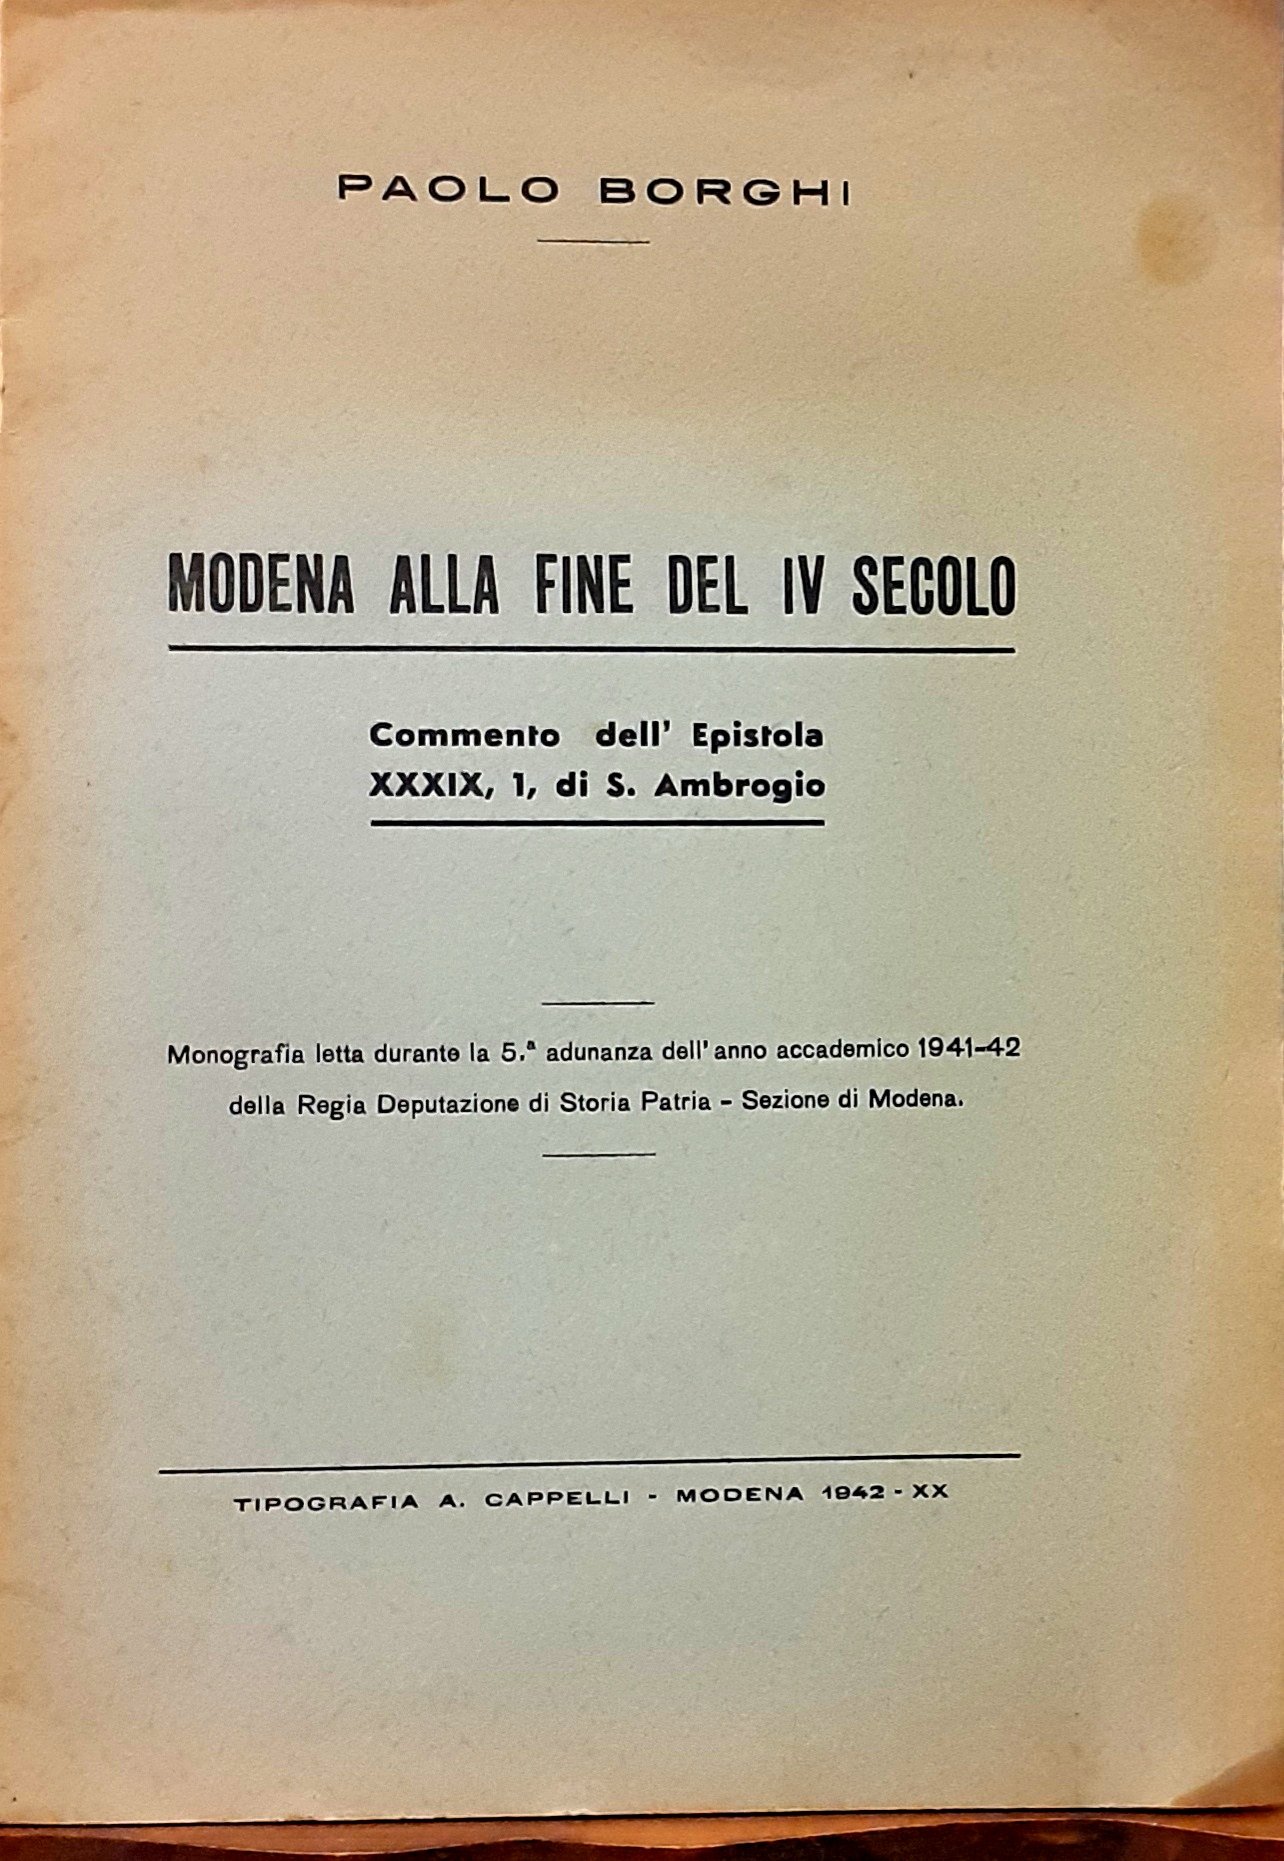 PAOLO BORGHI
MODENA ALLA FINE DEL IV SECOLO
Commento dell' Epistola
XXXIX, 1, di S. Ambrogio
Monografia letta durante la 5.ª adunanza dell' anno accademico 1941-42
della Regia Deputazione di Storia Patria - Sezione di Modena.
TIPOGRAFIA A. CAPPELLI - MODENA 1942 - XX